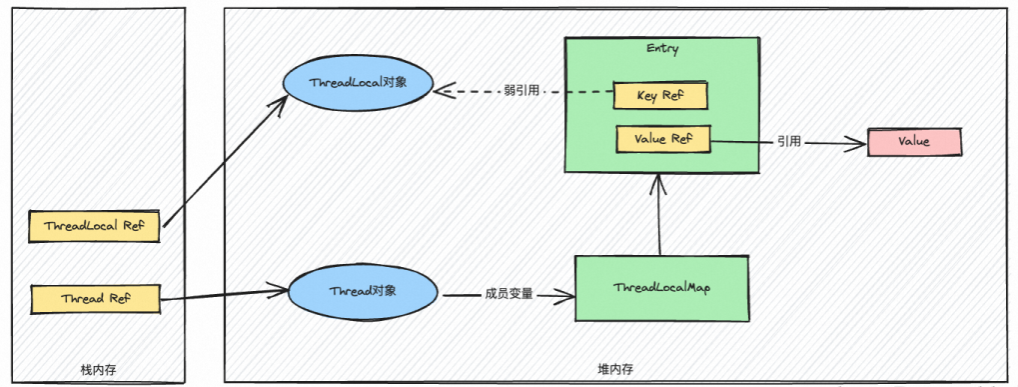 Entry
ThreadLocal对象
弱引用
Key Ref
Value Ref
引用
Value
ThreadLocal Ref
Thread Ref
Thread对象
成员变量
ThreadLocalMap
栈内存
堆内存